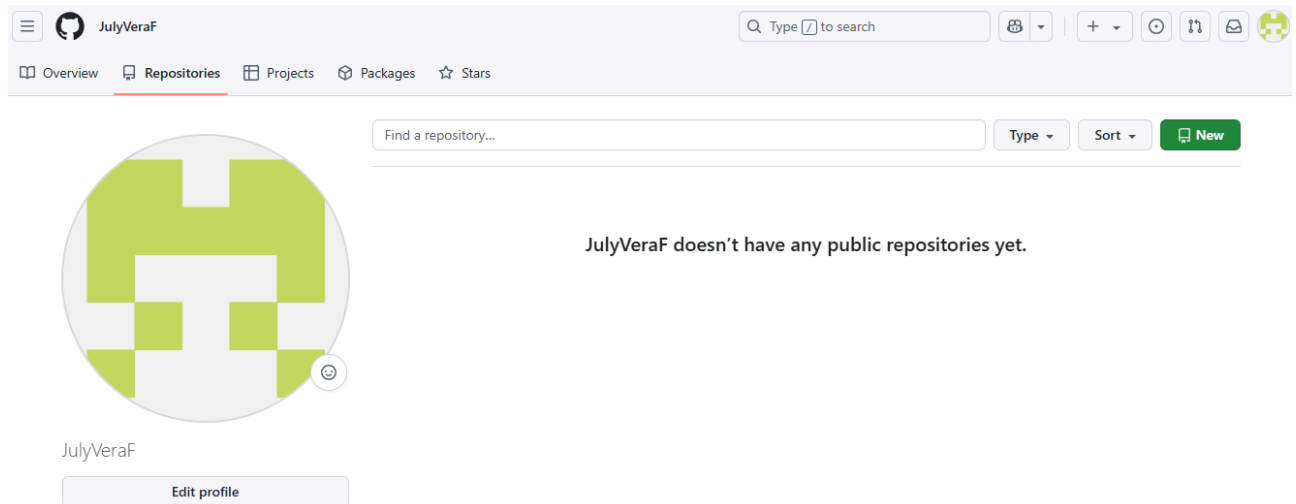 JulyVeraF
Type / to search
Overview Repositories Projects Packages Stars
Find a repository...
Type Sort New
JulyVeraF doesn't have any public repositories yet.
JulyVeraF
Edit profile